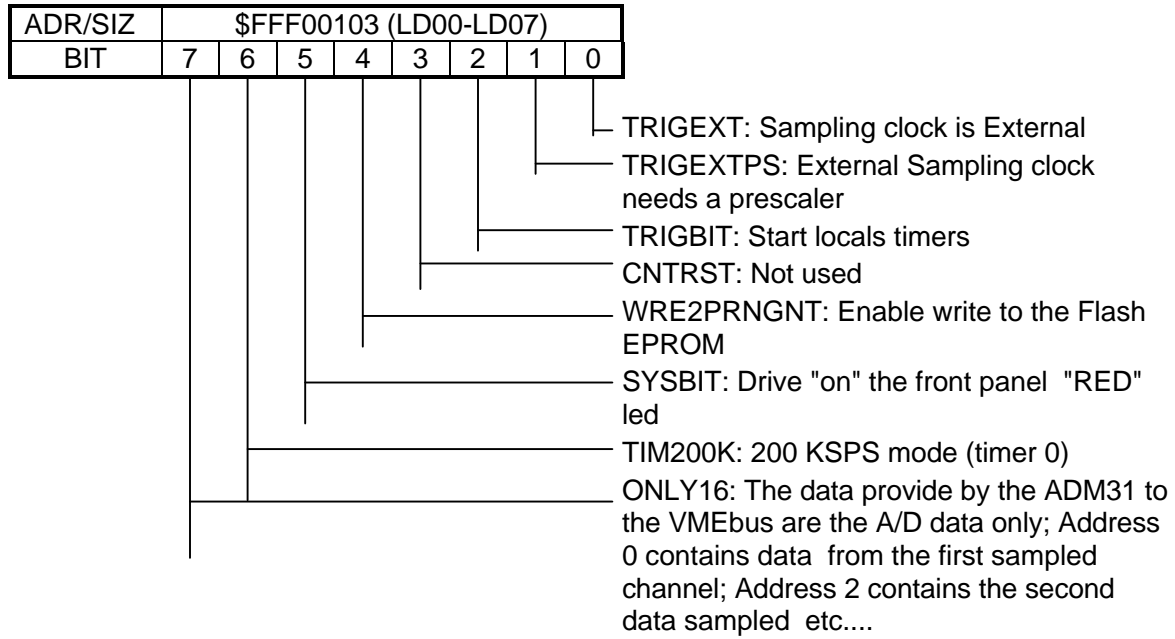 ADR/SIZ $FFF00103 (LD00-LD07)
BIT 7 6 5 4 3 2 1 0
TRIGEXT: Sampling clock is External
TRIGEXTPS: External Sampling clock
needs a prescaler
TRIGBIT: Start locals timers
CNTRST: Not used
WRE2PRNGNT: Enable write to the Flash
EPROM
SYSBIT: Drive "on" the front panel "RED"
led
TIM200K: 200 KSPS mode (timer 0)
ONLY16: The data provide by the ADM31 to
the VMEbus are the A/D data only; Address
0 contains data from the first sampled
channel; Address 2 contains the second
data sampled etc....